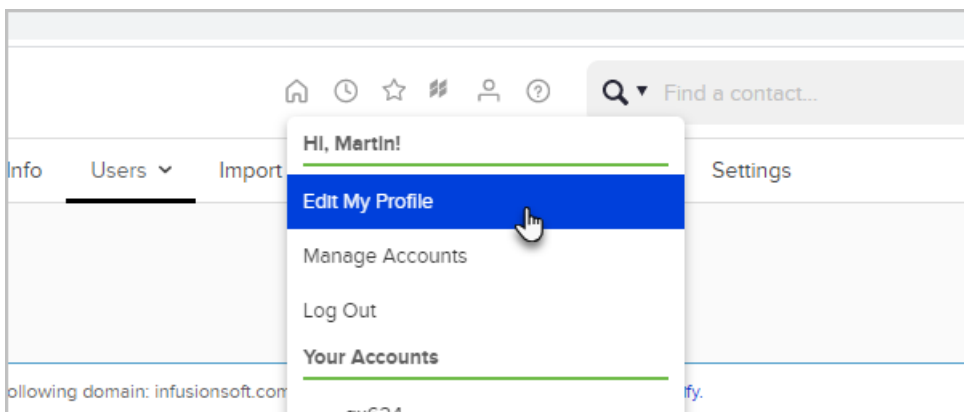 Find a contact...
Hi, Martin!
Info Users Import Settings
Edit My Profile
Manage Accounts
Log Out
Your Accounts
ollowing domain: infusionsoft.com
ify.